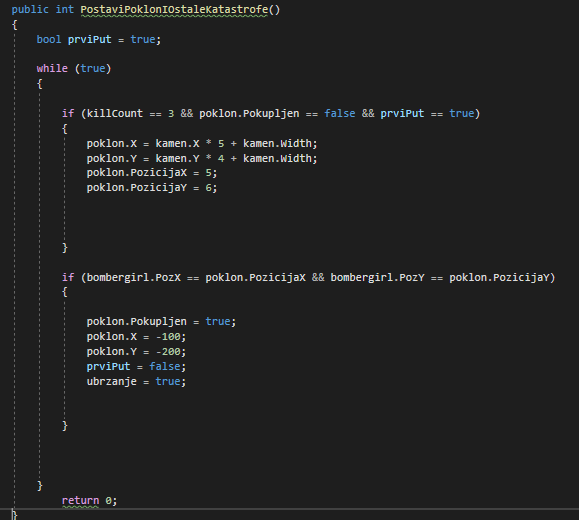 public int PostaviPoklonIOstaleKatastrofe()
{
bool prviPut = true;
while (true)
{
if (killCount == 3 && poklon.Pokupljen == false && prviPut == true)
{
poklon.X = kamen.X * 5 + kamen.Width;
poklon.Y = kamen.Y * 4 + kamen.Width;
poklon.PozicijaX = 5;
poklon.PozicijaY = 6;
}
if (bombergirl.PozX == poklon.PozicijaX && bombergirl.PozY == poklon.PozicijaY)
{
poklon.Pokupljen = true;
poklon.X = -100;
poklon.Y = -200;
prviPut = false;
ubrzanje = true;
}
}
return 0;
}